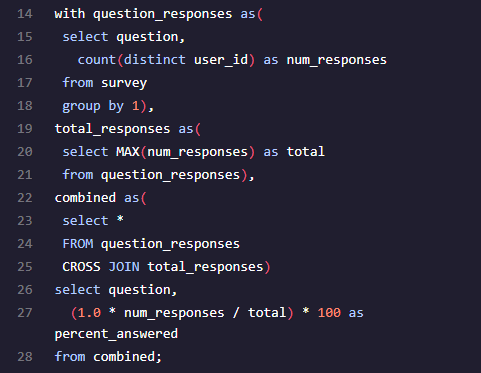 14 with question_responses as(
15 select question,
16 count(distinct user_id) as num_responses
17 from survey
18 group by 1),
19 total_responses as(
20 select MAX(num_responses) as total
21 from question_responses),
22 combined as(
23 select *
24 FROM question_responses
25 CROSS JOIN total_responses)
26 select question,
27 (1.0 * num_responses / total) * 100 as
percent_answered
28 from combined;